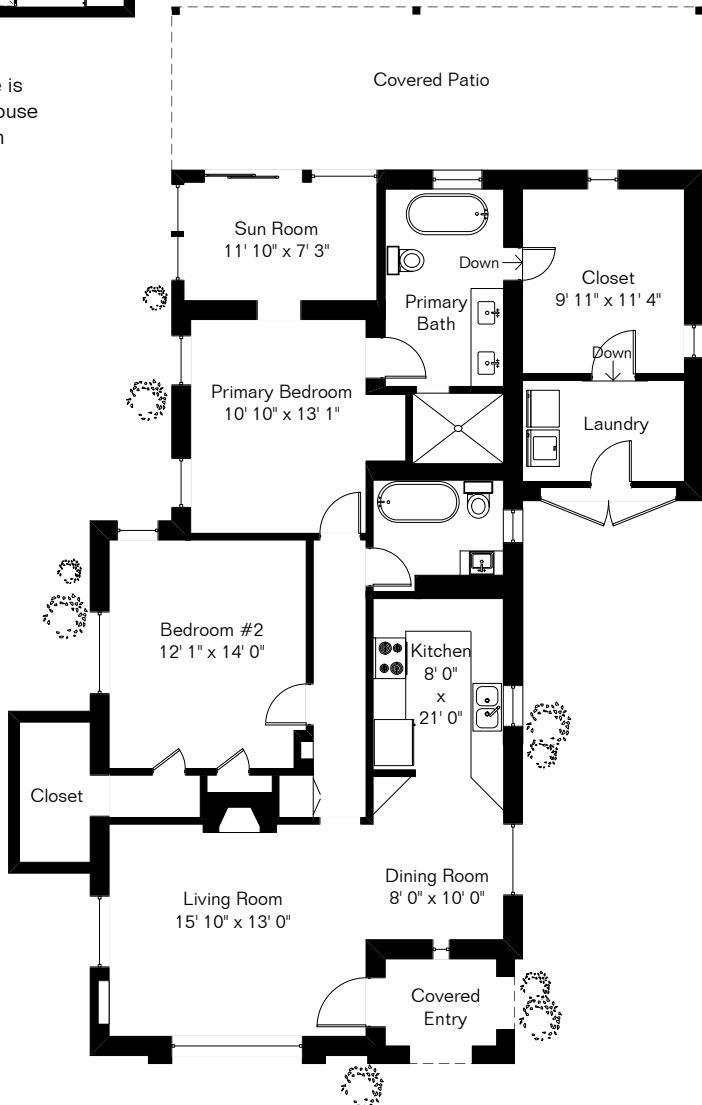 Covered Patio
is
n
Sun Room
11' 10" x 7' 3"
Down
Closet
9' 11" x 11' 4"
Primary
Bath
Down
Primary Bedroom
10' 10" x 13' 1"
Laundry
Bedroom #2
12' 1" x 14' 0"
Kitchen
8' 0"
x
21' 0"
Closet
Dining Room
8' 0" x 10' 0"
Living Room
15' 10" x 13' 0"
Covered
Entry